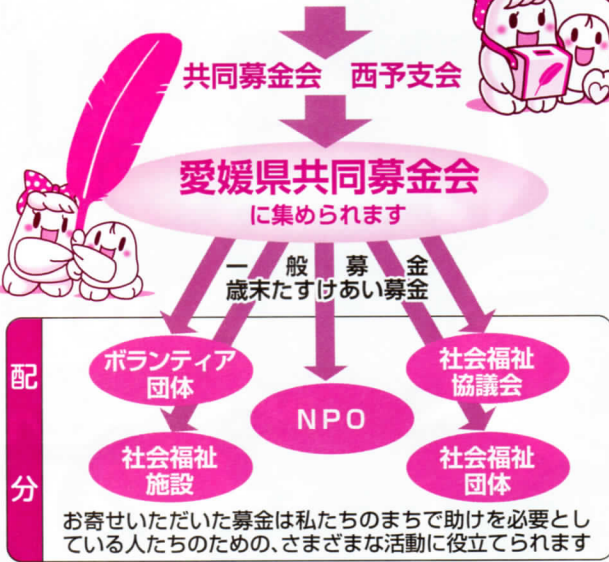 共同募金会 西予支会
愛媛県共同募金会
に集められます
一般募金
歳末たすけあい募金
配分
ボランティア
団体
社会福祉
協議会
NPO
社会福祉
施設
社会福祉
団体
お寄せいただいた募金は私たちのまちで助けを必要とし
ている人たちのための、さまざまな活動に役立てられます